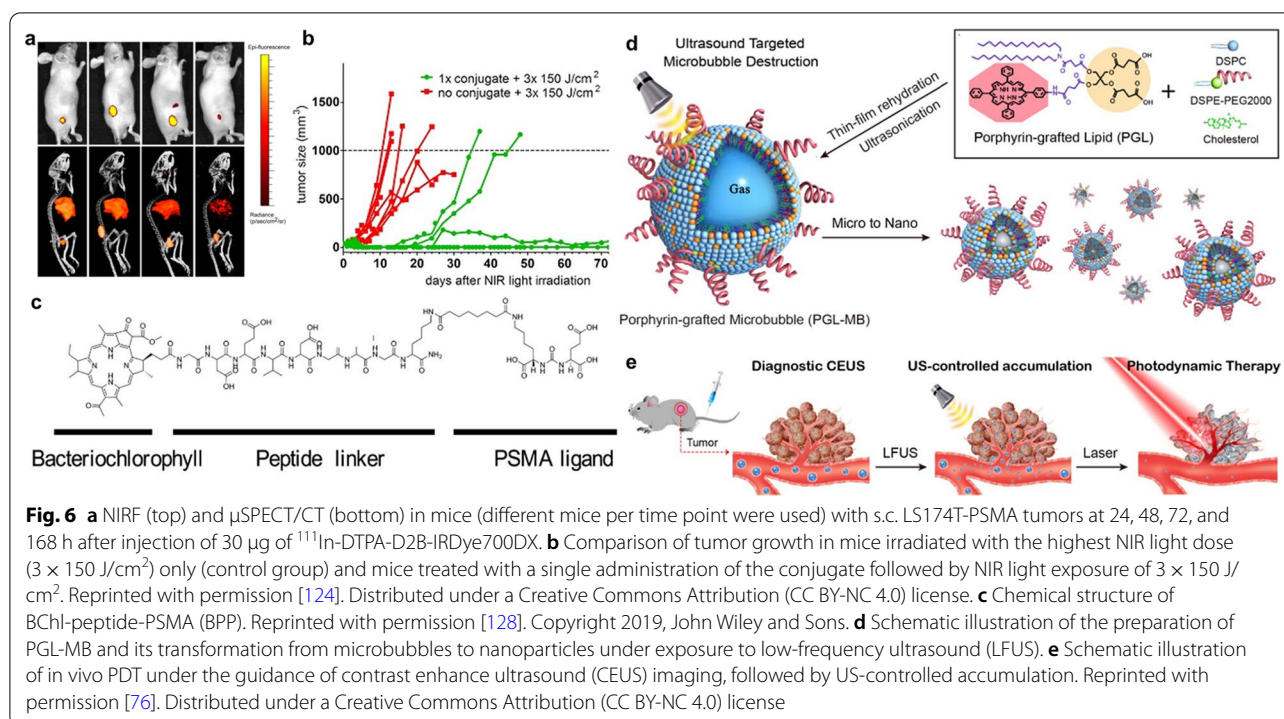 a
Epi-fluorescence
Radiance
(p/sec/cm²/sr)
b
1x conjugate + 3x 150 J/cm²
no conjugate + 3x 150 J/cm²
tumor size (mm³)
1500
1000
500
0
0 10 20 30 40 50 60 70
days after NIR light irradiation
c
Bacteriochlorophyll
Peptide linker
PSMA ligand
d
Ultrasound Targeted
Microbubble Destruction
Gas
Porphyrin-grafted Microbubble (PGL-MB)
Thin-film rehydration
Ultrasonication
Porphyrin-grafted Lipid (PGL)
+
DSPC
DSPE-PEG2000
Cholesterol
Micro to Nano
e
Diagnostic CEUS
US-controlled accumulation
Photodynamic Therapy
Tumor
LFUS
Laser
Fig. 6 a NIRF (top) and µSPECT/CT (bottom) in mice (different mice per time point were used) with s.c. LS174T-PSMA tumors at 24, 48, 72, and
168 h after injection of 30 µg of ¹¹¹In-DTPA-D2B-IRDye700DX. b Comparison of tumor growth in mice irradiated with the highest NIR light dose
(3 × 150 J/cm²) only (control group) and mice treated with a single administration of the conjugate followed by NIR light exposure of 3 × 150 J/
cm². Reprinted with permission [124]. Distributed under a Creative Commons Attribution (CC BY-NC 4.0) license. c Chemical structure of
BChl-peptide-PSMA (BPP). Reprinted with permission [128]. Copyright 2019, John Wiley and Sons. d Schematic illustration of the preparation of
PGL-MB and its transformation from microbubbles to nanoparticles under exposure to low-frequency ultrasound (LFUS). e Schematic illustration
of in vivo PDT under the guidance of contrast enhance ultrasound (CEUS) imaging, followed by US-controlled accumulation. Reprinted with
permission [76]. Distributed under a Creative Commons Attribution (CC BY-NC 4.0) license